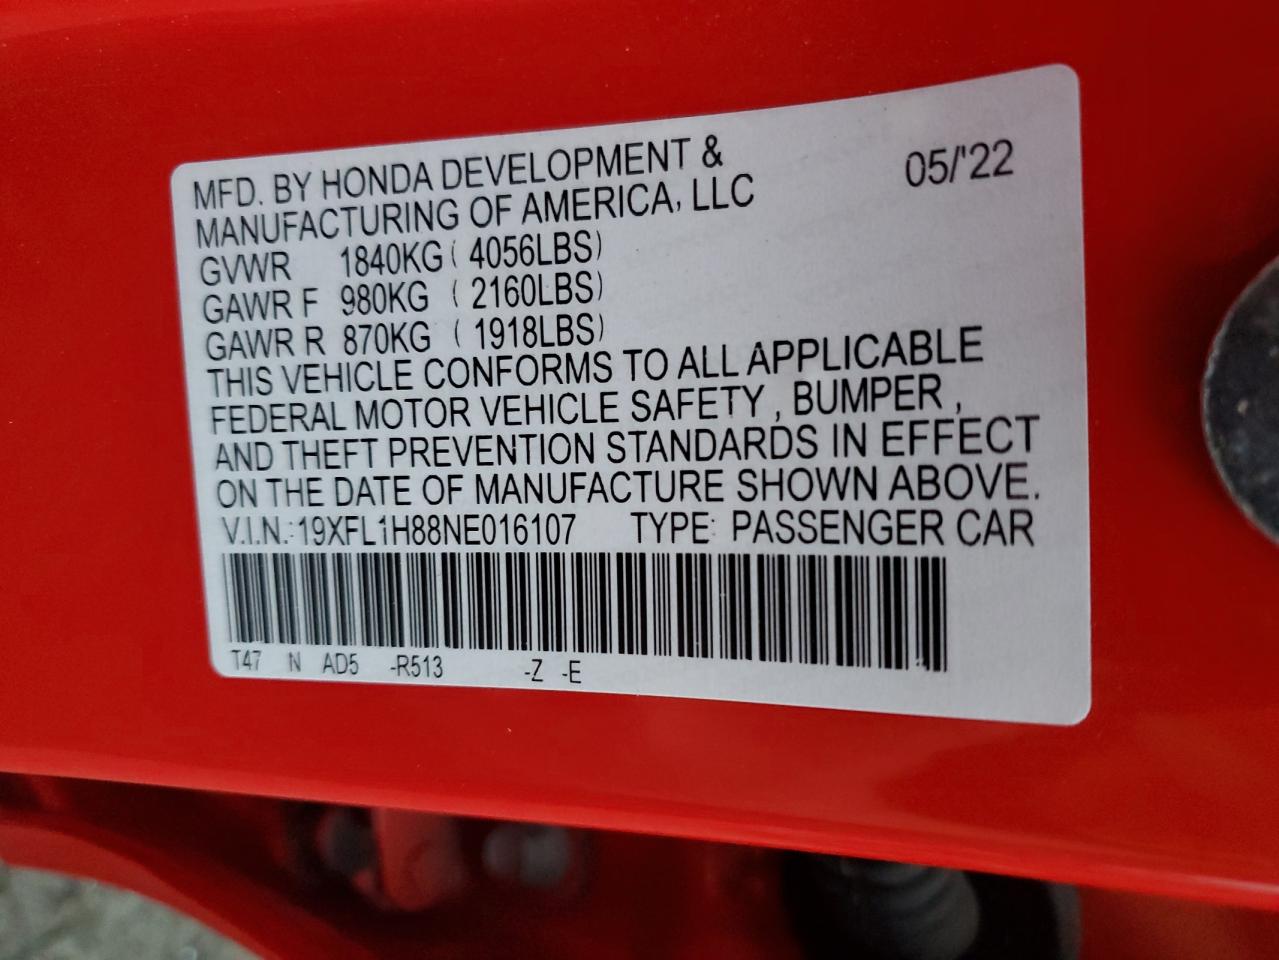 MFD. BY HONDA DEVELOPMENT & 05/'22
MANUFACTURING OF AMERICA, LLC
GVWR 1840KG ( 4056LBS)
GAWR F 980KG ( 2160LBS)
GAWR R 870KG ( 1918LBS)
THIS VEHICLE CONFORMS TO ALL APPLICABLE
FEDERAL MOTOR VEHICLE SAFETY , BUMPER ,
AND THEFT PREVENTION STANDARDS IN EFFECT
ON THE DATE OF MANUFACTURE SHOWN ABOVE.
V.I.N.: 19XFL1H88NE016107 TYPE: PASSENGER CAR
T47 N AD5 -R513 -Z -E